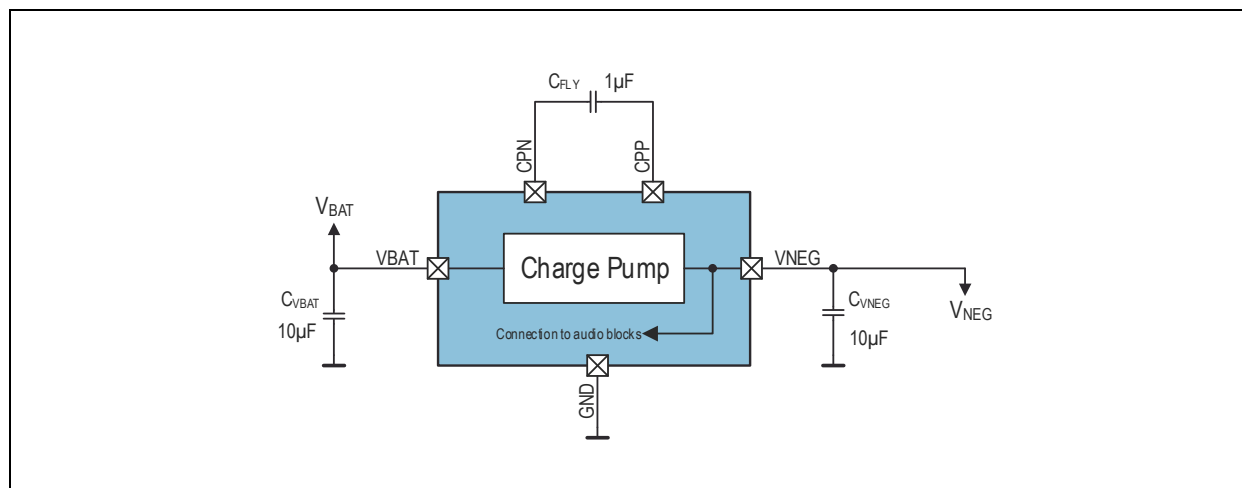 CFLY 1µF
CPN
CPP
VBAT
VBAT
Charge Pump
VNEG
CVBAT
10µF
CVNEG
10µF
VNEG
Connection to audio blocks
GND